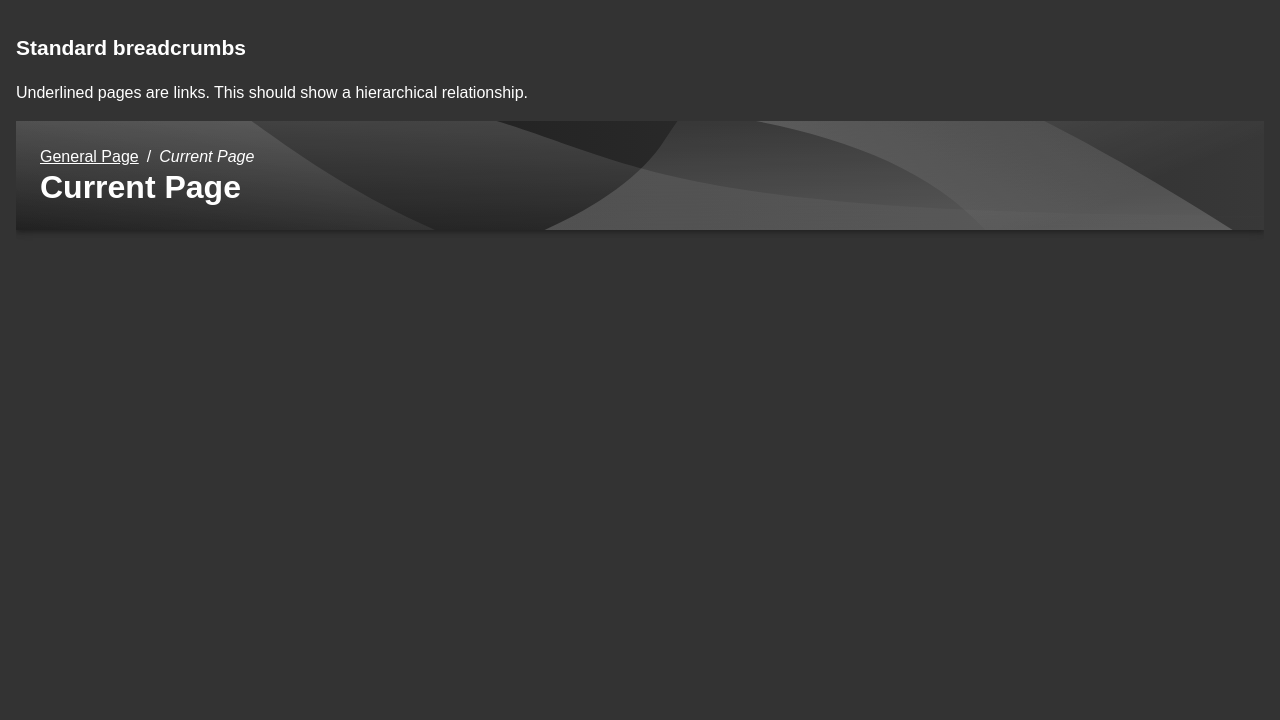 Standard breadcrumbs
Underlined pages are links. This should show a hierarchical relationship.
General Page / Current Page
Current Page